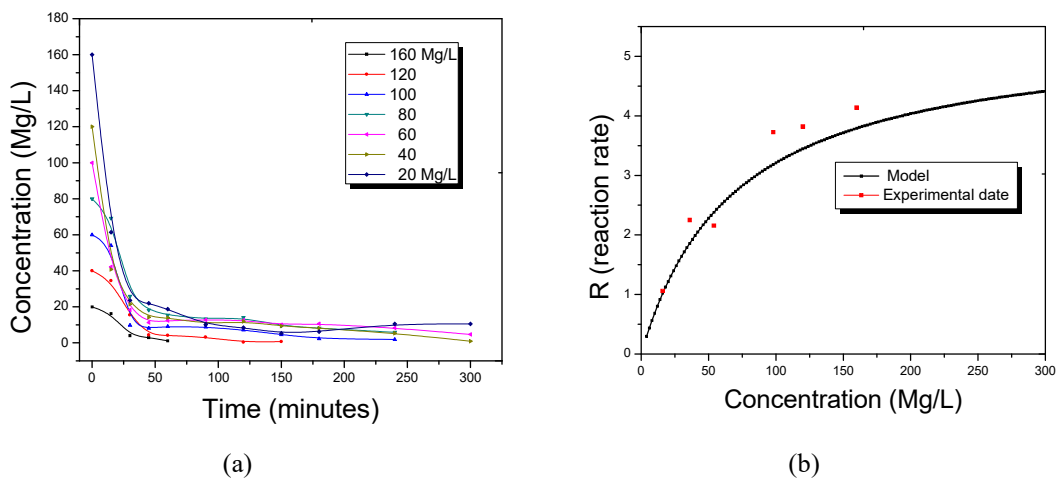 180
160
140
120
100
80
60
40
20
0
Concentration (Mg/L)
0 50 100 150 200 250 300
Time (minutes)
160 Mg/L
120
100
80
60
40
20 Mg/L
(a)
5
4
3
2
1
0
R (reaction rate)
0 50 100 150 200 250 300
Concentration (Mg/L)
Model
Experimental date
(b)